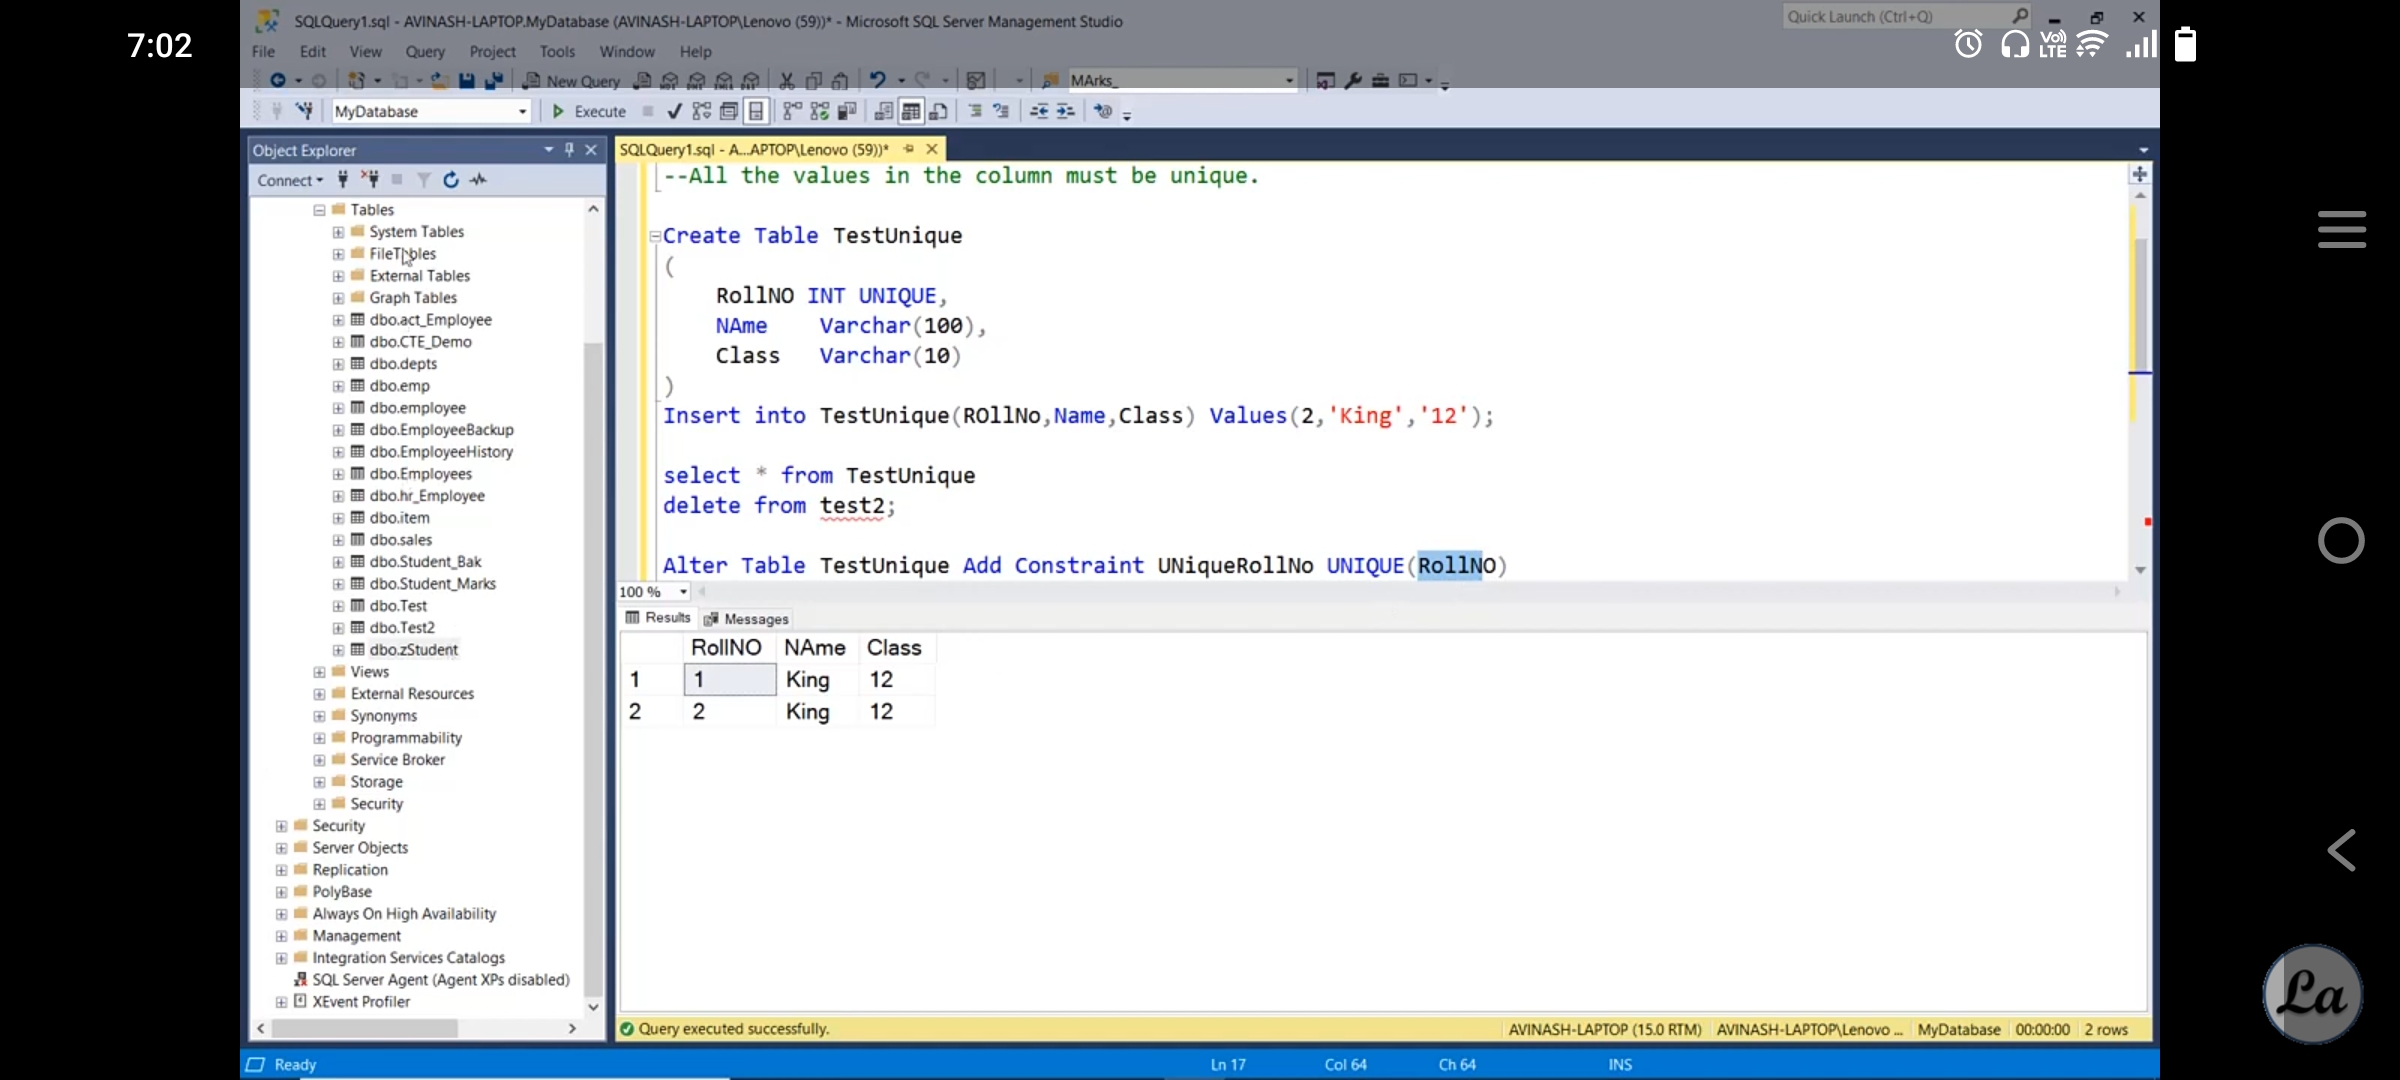 7:02
SQLQuery1.sql - AVINASH-LAPTOP.MyDatabase (AVINASH-LAPTOP\Lenovo (59))* - Microsoft SQL Server Management Studio
Quick Launch (Ctrl+Q)
Vo)) LTE
File Edit View Query Project Tools Window Help
New Query MArks_
MyDatabase Execute
Object Explorer
SQLQuery1.sql - A...APTOP\Lenovo (59))*
Connect
Tables
System Tables
FileTables
External Tables
Graph Tables
dbo.act_Employee
dbo.CTE_Demo
dbo.depts
dbo.emp
dbo.employee
dbo.EmployeeBackup
dbo.EmployeeHistory
dbo.Employees
dbo.hr_Employee
dbo.item
dbo.sales
dbo.Student_Bak
dbo.Student_Marks
dbo.Test
dbo.Test2
dbo.zStudent
Views
External Resources
Synonyms
Programmability
Service Broker
Storage
Security
Security
Server Objects
Replication
PolyBase
Always On High Availability
Management
Integration Services Catalogs
SQL Server Agent (Agent XPs disabled)
XEvent Profiler
--All the values in the column must be unique.
Create Table TestUnique
(
RollNO INT UNIQUE,
NAme Varchar(100),
Class Varchar(10)
)
Insert into TestUnique(ROllNo,Name,Class) Values(2,'King','12');
select * from TestUnique
delete from test2;
Alter Table TestUnique Add Constraint UNiqueRollNo UNIQUE(RollNO)
100 %
Results Messages
RollNO NAme Class
1 1 King 12
2 2 King 12
Query executed successfully.
AVINASH-LAPTOP (15.0 RTM) AVINASH-LAPTOP\Lenovo ... MyDatabase 00:00:00 2 rows
Ready Ln 17 Col 64 Ch 64 INS
La